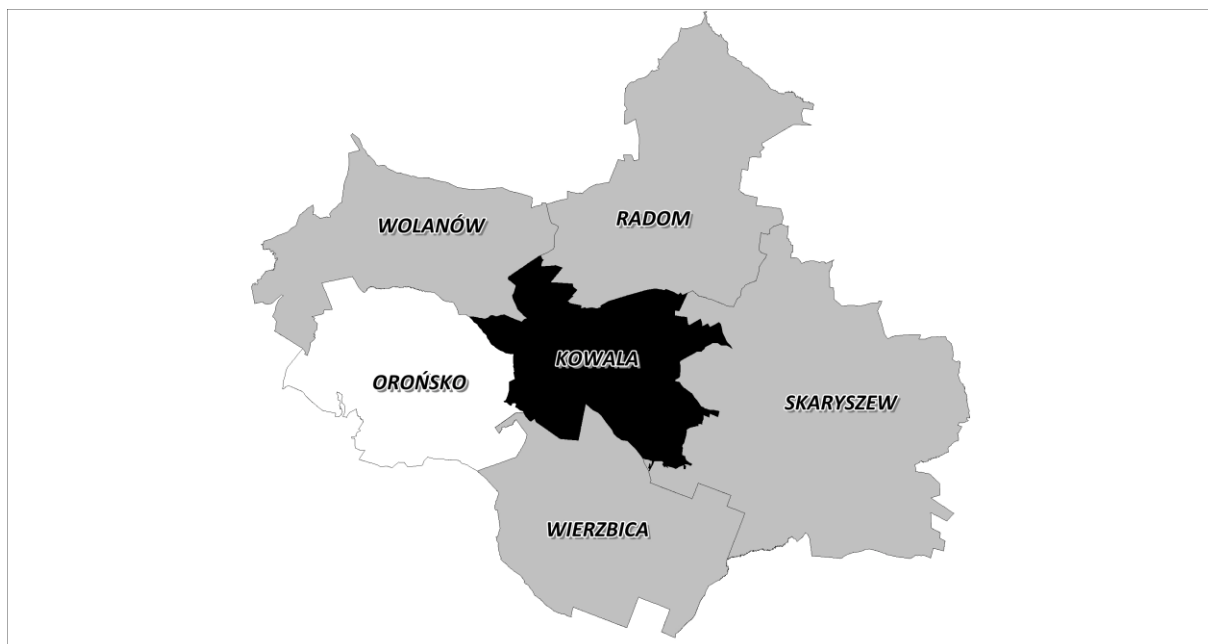 RADOM
WOLANÓW
KOWALA
OROŃSKO
SKARYSZEW
WIERZBICA